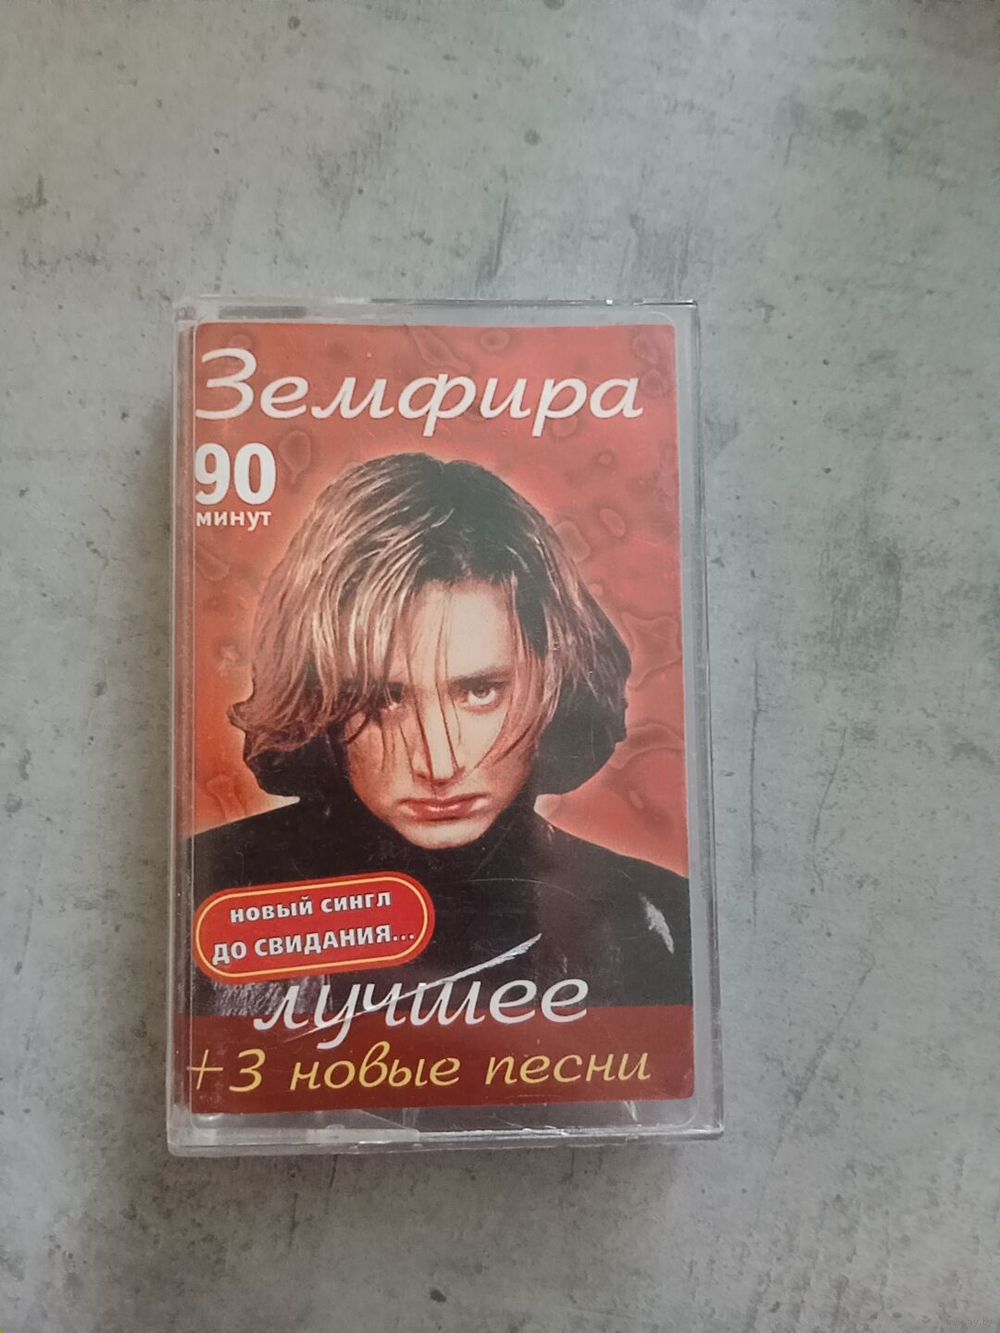 Земфира
90
минут
новый сингл
до свидания...
лучшее
+3 новые песни